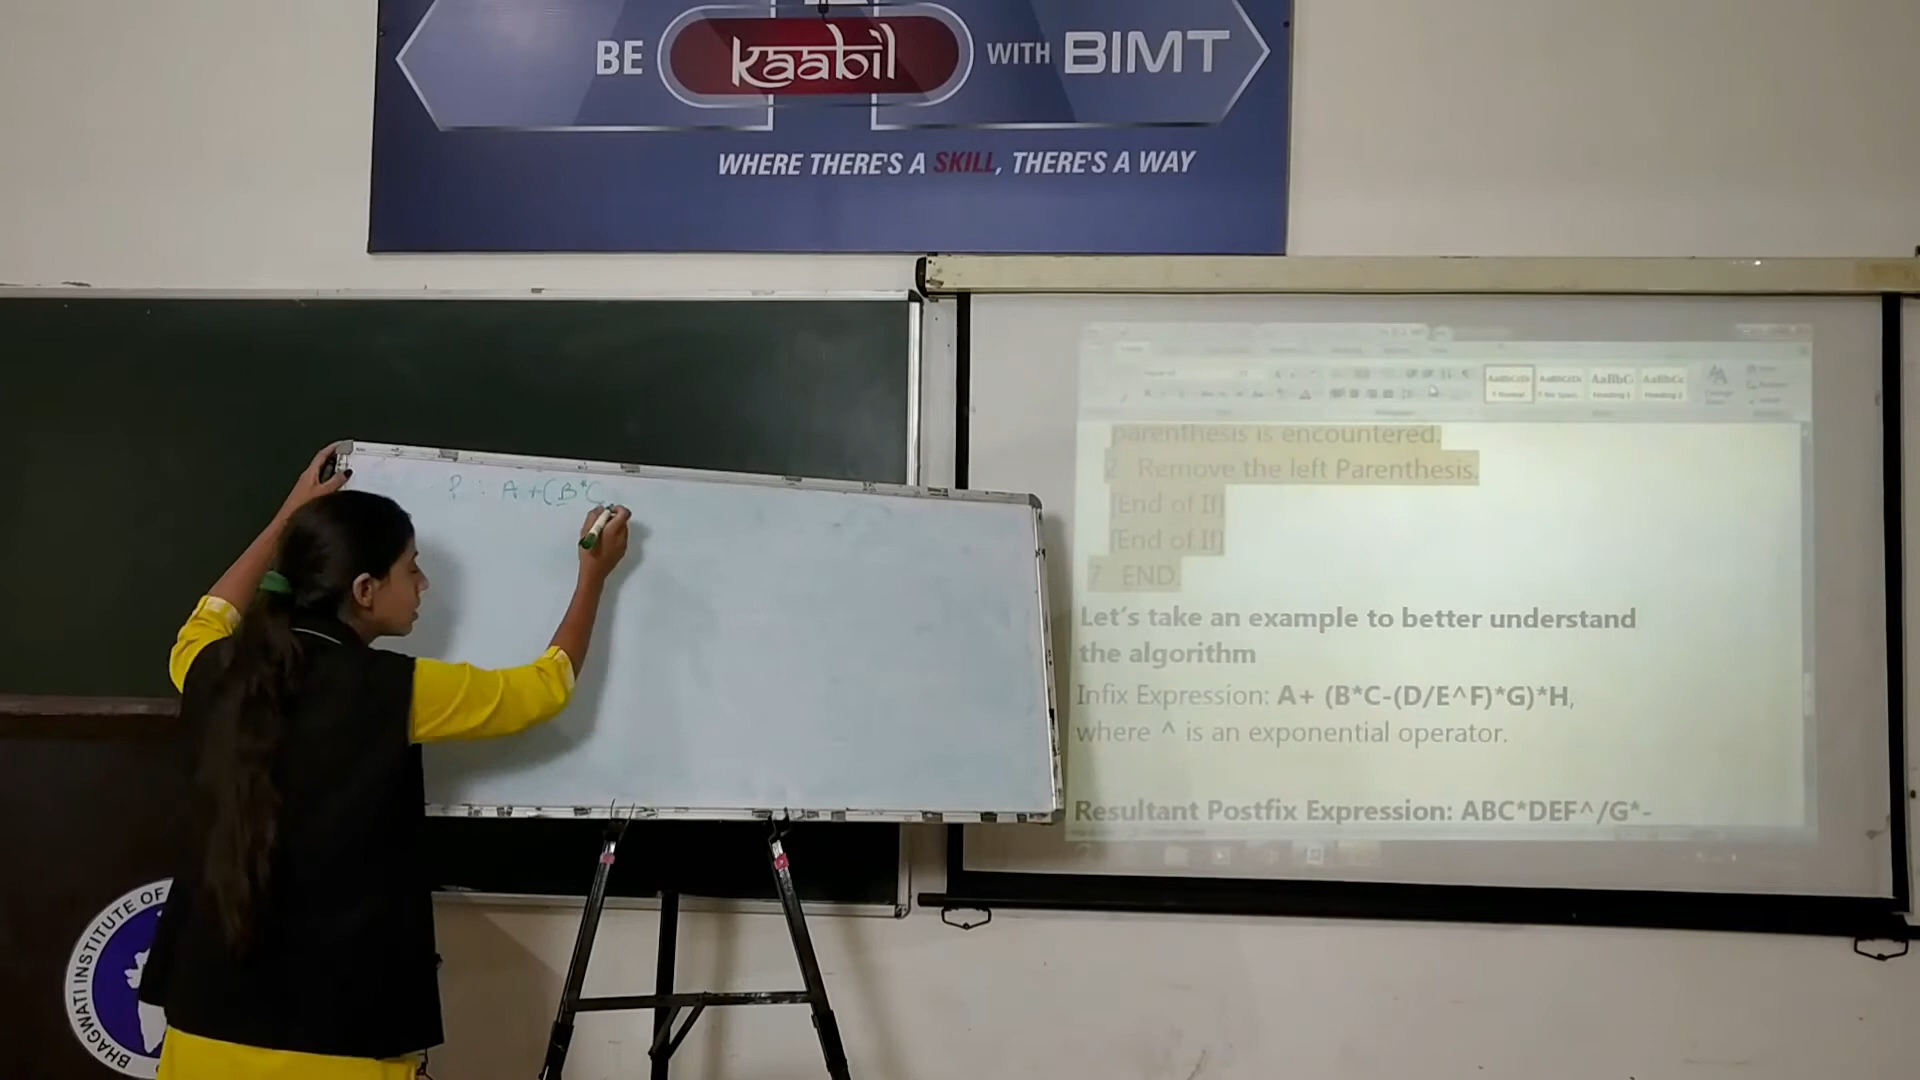 BE kaabil WITH BIMT
WHERE THERE'S A SKILL, THERE'S A WAY
? : A+(B*C
parenthesis is encountered.
2 Remove the left Parenthesis.
[End of If]
[End of If]
7 END.
Let's take an example to better understand
the algorithm
Infix Expression: A+ (B*C-(D/E^F)*G)*H,
where ^ is an exponential operator.
Resultant Postfix Expression: ABC*DEF^/G*-
BHAGWATI INSTITUTE OF